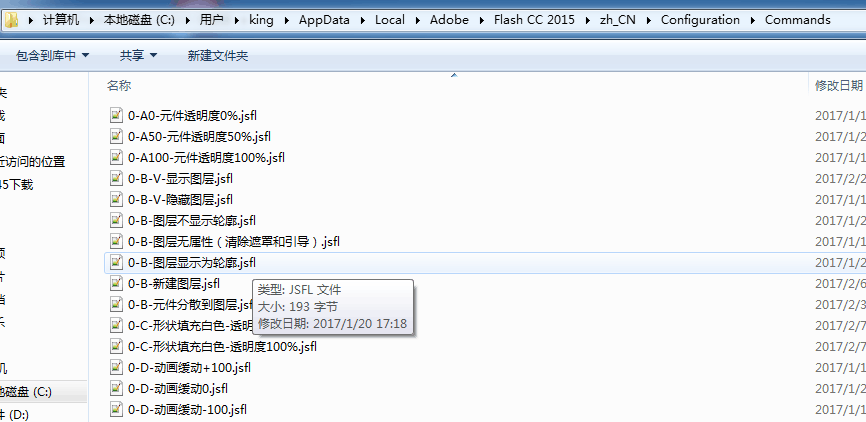 计算机 本地磁盘 (C:) 用户 king AppData Local Adobe Flash CC 2015 zh_CN Configuration Commands
包含到库中 共享 新建文件夹
名称 修改日期
0-A0-元件透明度0%.jsfl 2017/1/1
0-A50-元件透明度50%.jsfl 2017/2/2
近访问的位置 0-A100-元件透明度100%.jsfl 2017/1/1
45下载 0-B-V-显示图层.jsfl 2017/2/2
0-B-V-隐藏图层.jsfl 2017/1/1
0-B-图层不显示轮廓.jsfl 2017/1/1
0-B-图层无属性（清除遮罩和引导）.jsfl 2017/1/1
0-B-图层显示为轮廓.jsfl 2017/1/2
0-B-新建图层.jsfl 2017/2/6
0-B-元件分散到图层.jsf 2017/2/3
类型: JSFL 文件
大小: 193 字节
修改日期: 2017/1/20 17:18
0-C-形状填充白色-透明 2017/2/2
0-C-形状填充白色-透明度100%.jsfl 2017/2/7
0-D-动画缓动+100.jsfl 2017/1/1
地磁盘 (C:) 0-D-动画缓动0.jsfl 2017/1/1
件 (D:) 0-D-动画缓动-100.jsfl 2017/1/1